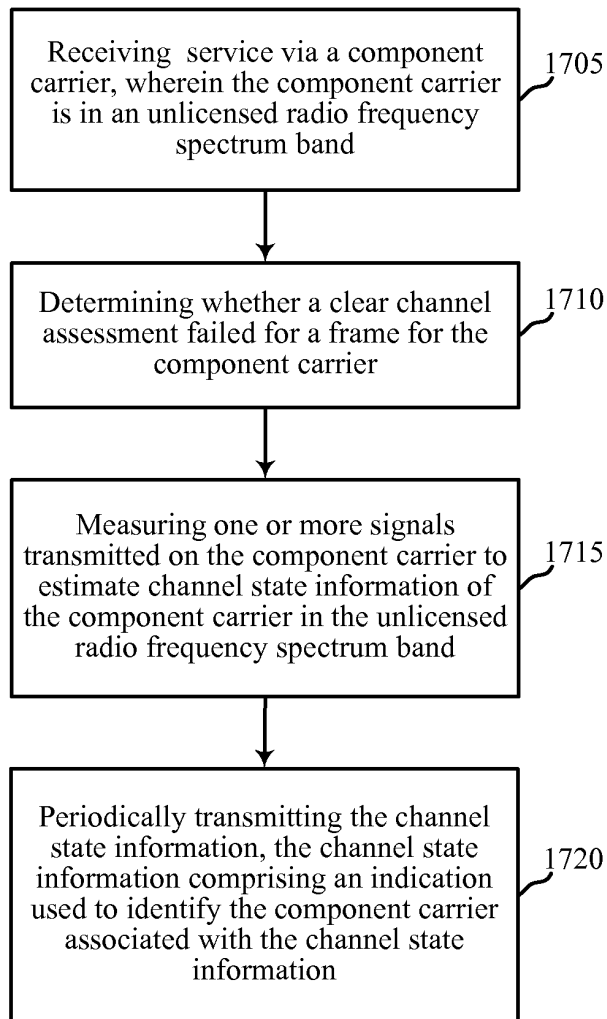 Receiving service via a component
carrier, wherein the component carrier
is in an unlicensed radio frequency
spectrum band
1705
Determining whether a clear channel
assessment failed for a frame for the
component carrier
1710
Measuring one or more signals
transmitted on the component carrier to
estimate channel state information of
the component carrier in the unlicensed
radio frequency spectrum band
1715
Periodically transmitting the channel
state information, the channel state
information comprising an indication
used to identify the component carrier
associated with the channel state
information
1720